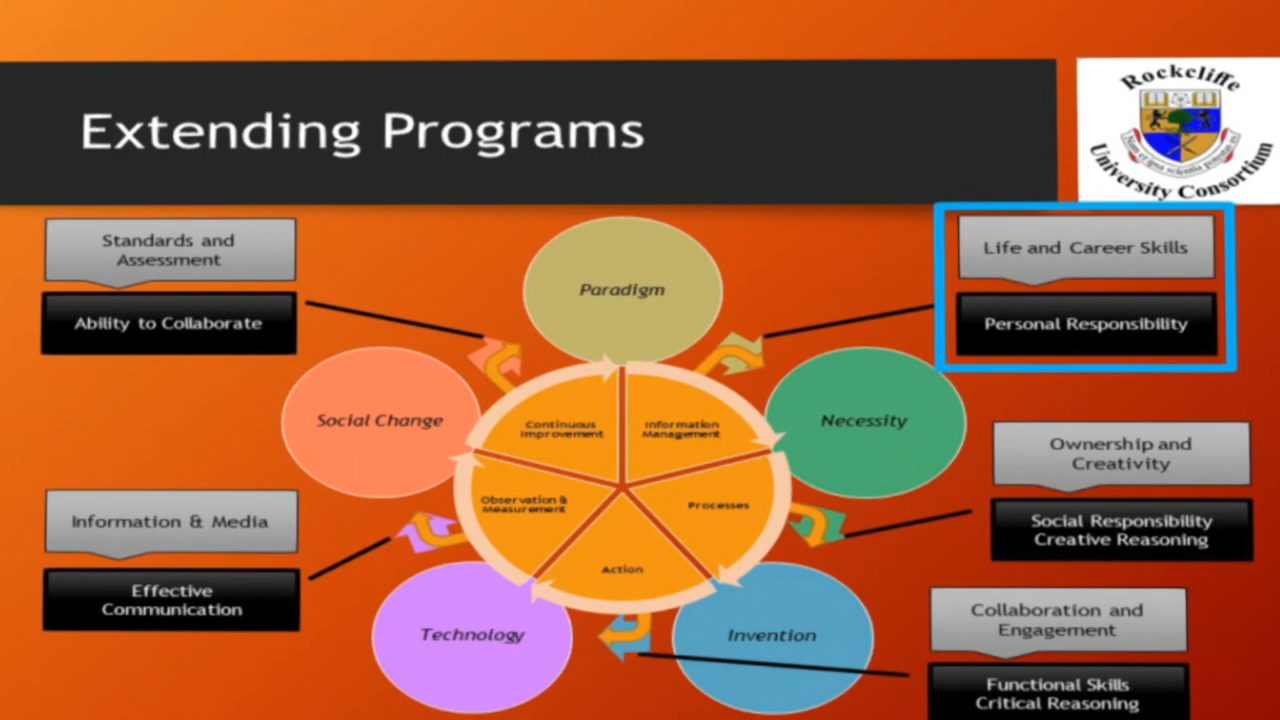 Extending Programs
Rockcliffe
University Consortium
Standards and
Assessment
Ability to Collaborate
Paradigm
Life and Career Skills
Personal Responsibility
Social Change
Continuous
Improvement
Information
Management
Necessity
Ownership and
Creativity
Observation &
Measurement
Processes
Social Responsibility
Creative Reasoning
Information & Media
Effective
Communication
Action
Technology
Invention
Collaboration and
Engagement
Functional Skills
Critical Reasoning